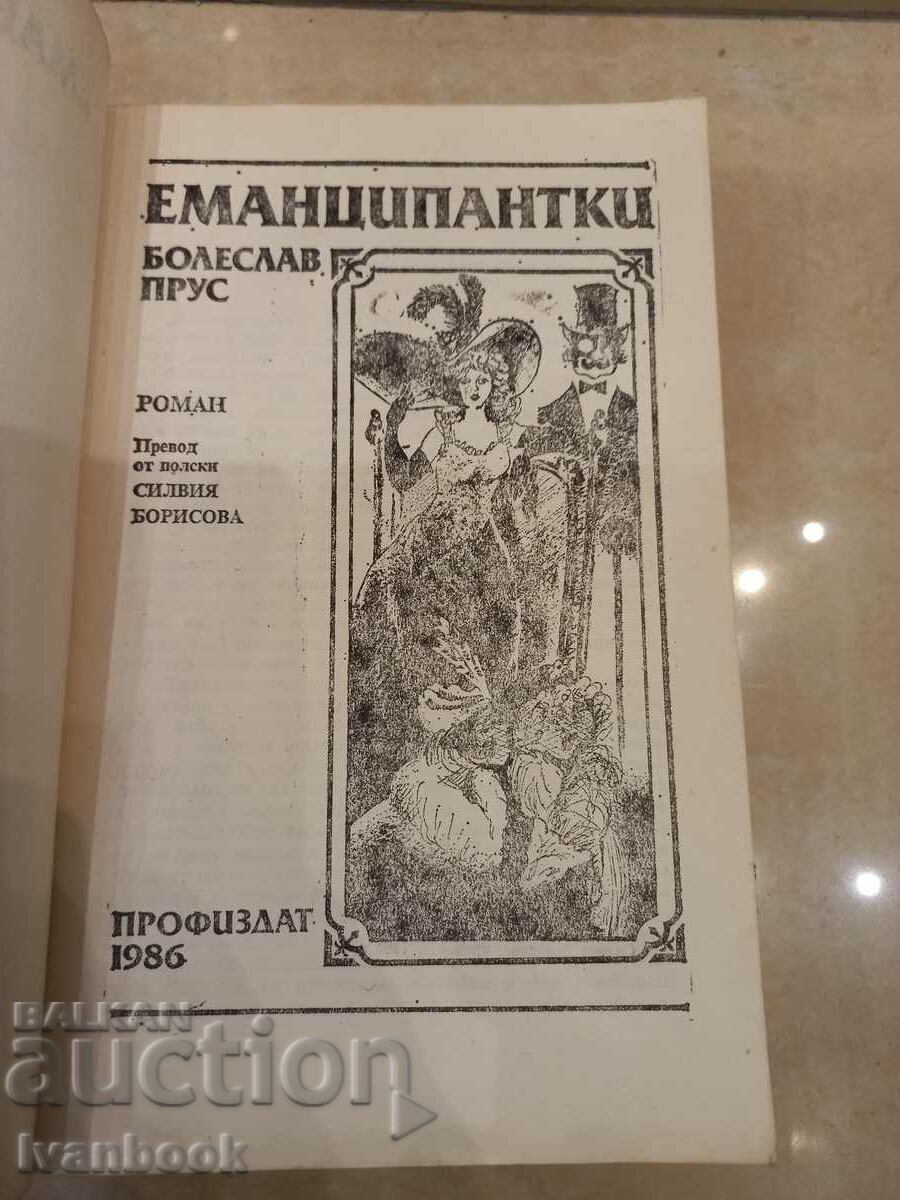 ЕМАНЦИПАНТКИ
БОЛЕСЛАВ
ПРУС
РОМАН
Превод
от полски
СИЛВИЯ
БОРИСОВА
ПРОФИЗДАТ
1986
BALKAN
auction
Ivanbook